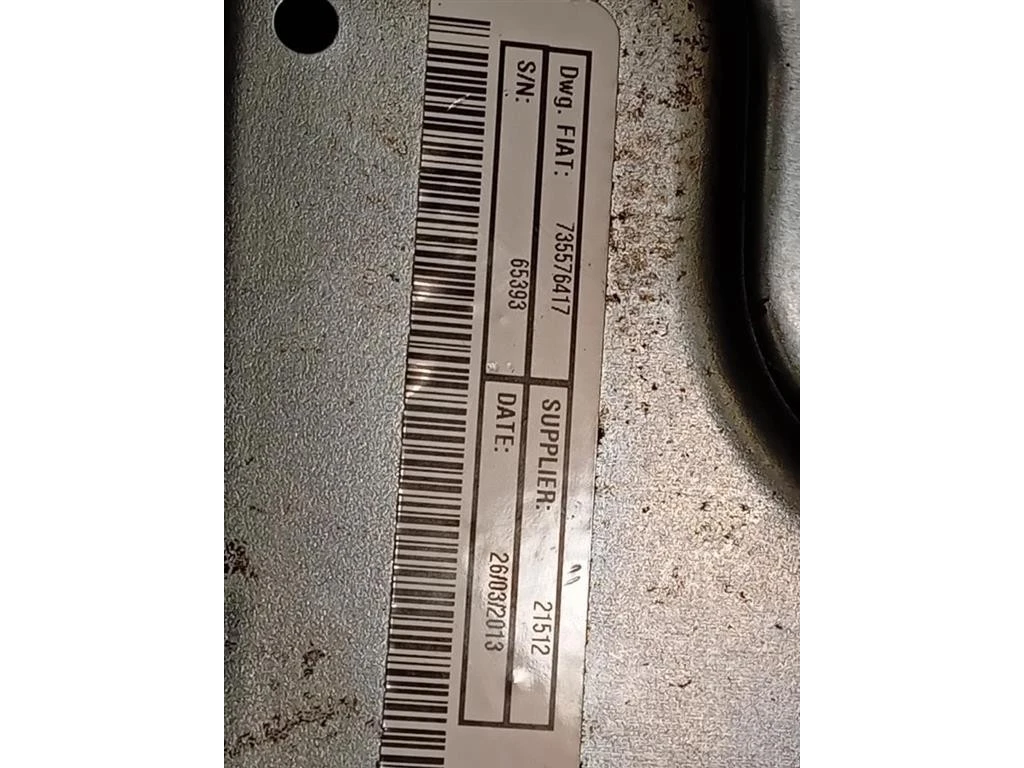 Dwg. FIAT: 735576417 SUPPLIER: 21512
S/N: 65393 DATE: 26/03/2013